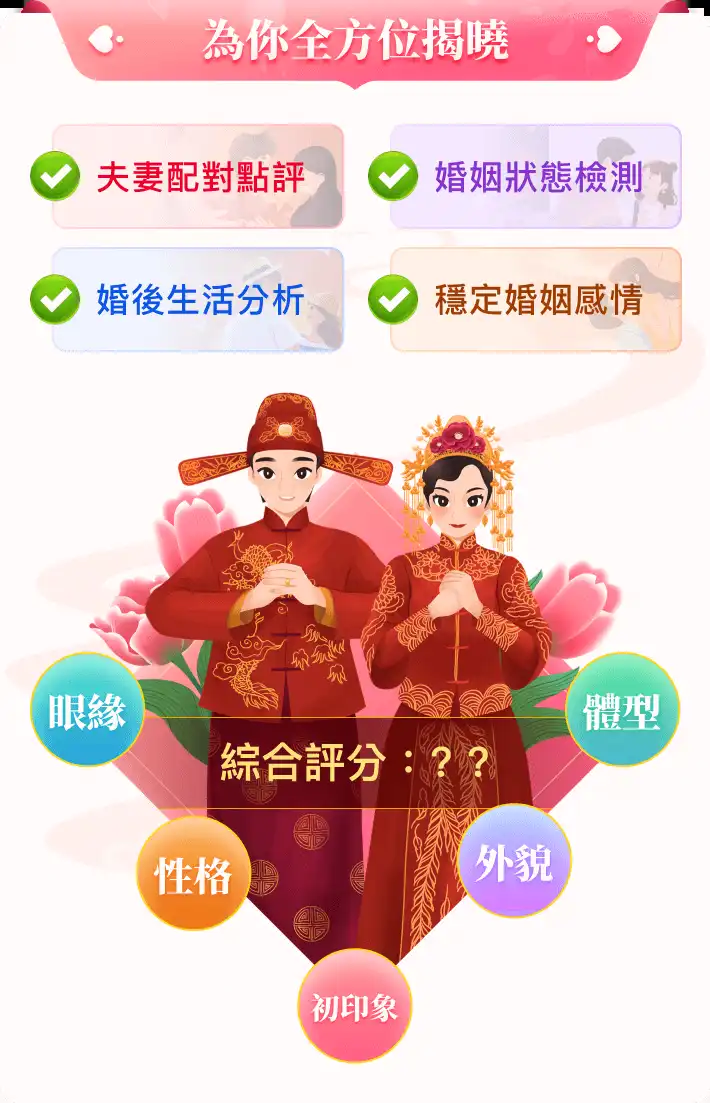 為你全方位揭曉
夫妻配對點評
婚姻狀態檢測
婚後生活分析
穩定婚姻感情
眼緣
體型
綜合評分：？？
性格
外貌
初印象